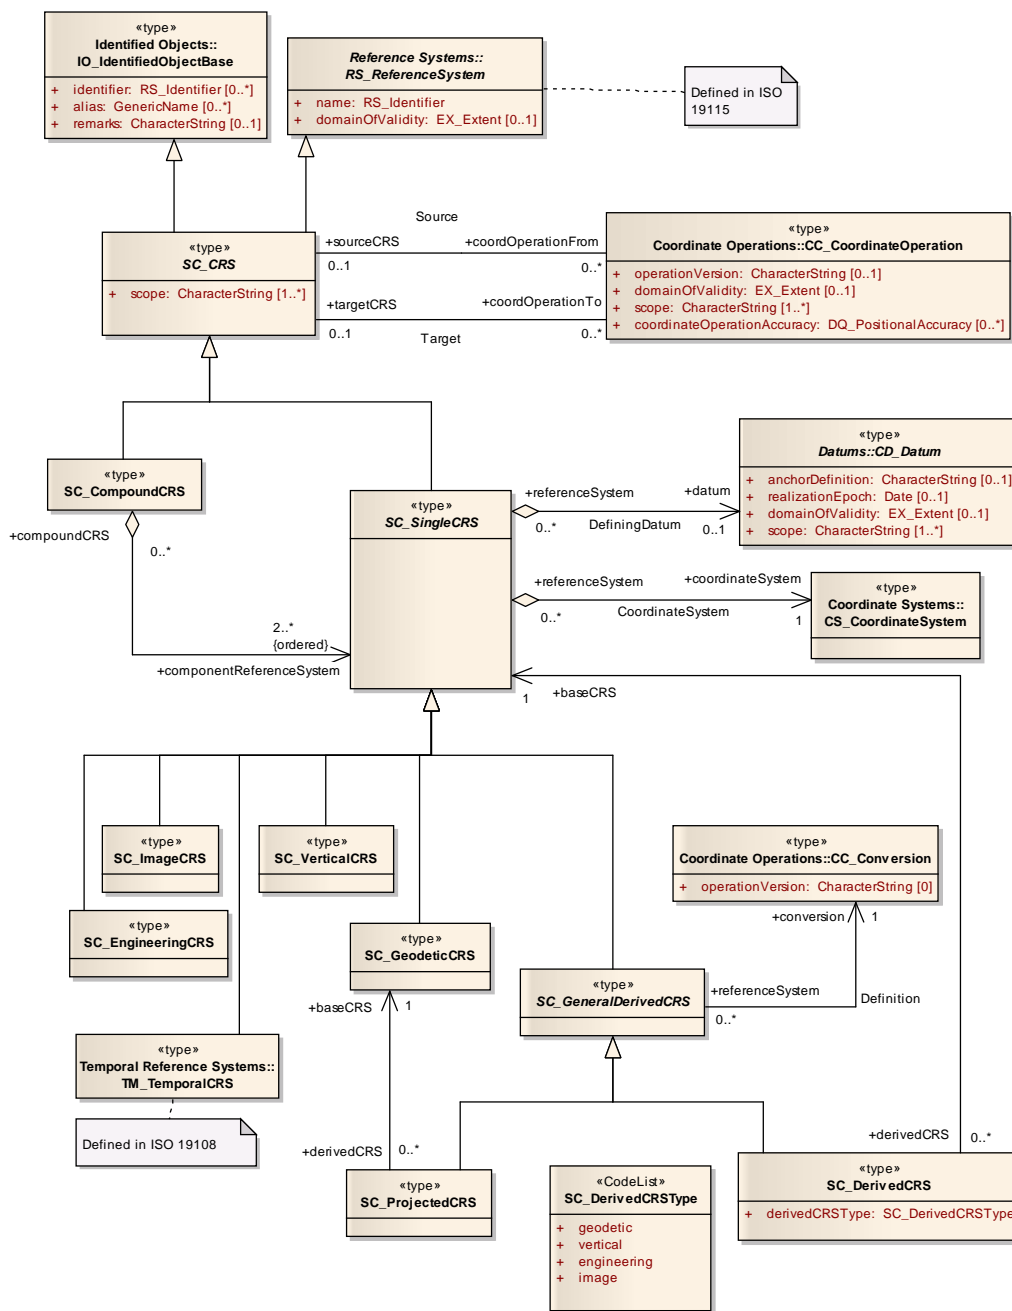 «type»
Identified Objects::
IO_IdentifiedObjectBase
+ identifier: RS_Identifier [0..*]
+ alias: GenericName [0..*]
+ remarks: CharacterString [0..1]
«type»
Reference Systems::
RS_ReferenceSystem
+ name: RS_Identifier
+ domainOfValidity: EX_Extent [0..1]
Defined in ISO
19115
«type»
SC_CRS
+ scope: CharacterString [1..*]
Source
+sourceCRS
+coordOperationFrom
0..1
0..*
+targetCRS
+coordOperationTo
0..1
0..*
Target
«type»
Coordinate Operations::CC_CoordinateOperation
+ operationVersion: CharacterString [0..1]
+ domainOfValidity: EX_Extent [0..1]
+ scope: CharacterString [1..*]
+ coordinateOperationAccuracy: DQ_PositionalAccuracy [0..*]
«type»
SC_CompoundCRS
+compoundCRS
0..*
2..*
{ordered}
+componentReferenceSystem
«type»
SC_SingleCRS
+referenceSystem
+datum
0..*
DefiningDatum
0..1
«type»
Datums::CD_Datum
+ anchorDefinition: CharacterString [0..1]
+ realizationEpoch: Date [0..1]
+ domainOfValidity: EX_Extent [0..1]
+ scope: CharacterString [1..*]
+referenceSystem
+coordinateSystem
0..*
CoordinateSystem
1
«type»
Coordinate Systems::
CS_CoordinateSystem
+baseCRS
1
«type»
SC_ImageCRS
«type»
SC_VerticalCRS
«type»
Coordinate Operations::CC_Conversion
+ operationVersion: CharacterString [0]
«type»
SC_EngineeringCRS
«type»
SC_GeodeticCRS
+conversion
1
+baseCRS
1
«type»
SC_GeneralDerivedCRS
+referenceSystem
0..*
Definition
«type»
Temporal Reference Systems::
TM_TemporalCRS
Defined in ISO 19108
+derivedCRS
0..*
+derivedCRS
0..*
«type»
SC_ProjectedCRS
«CodeList»
SC_DerivedCRSType
+ geodetic
+ vertical
+ engineering
+ image
«type»
SC_DerivedCRS
+ derivedCRSType: SC_DerivedCRSType